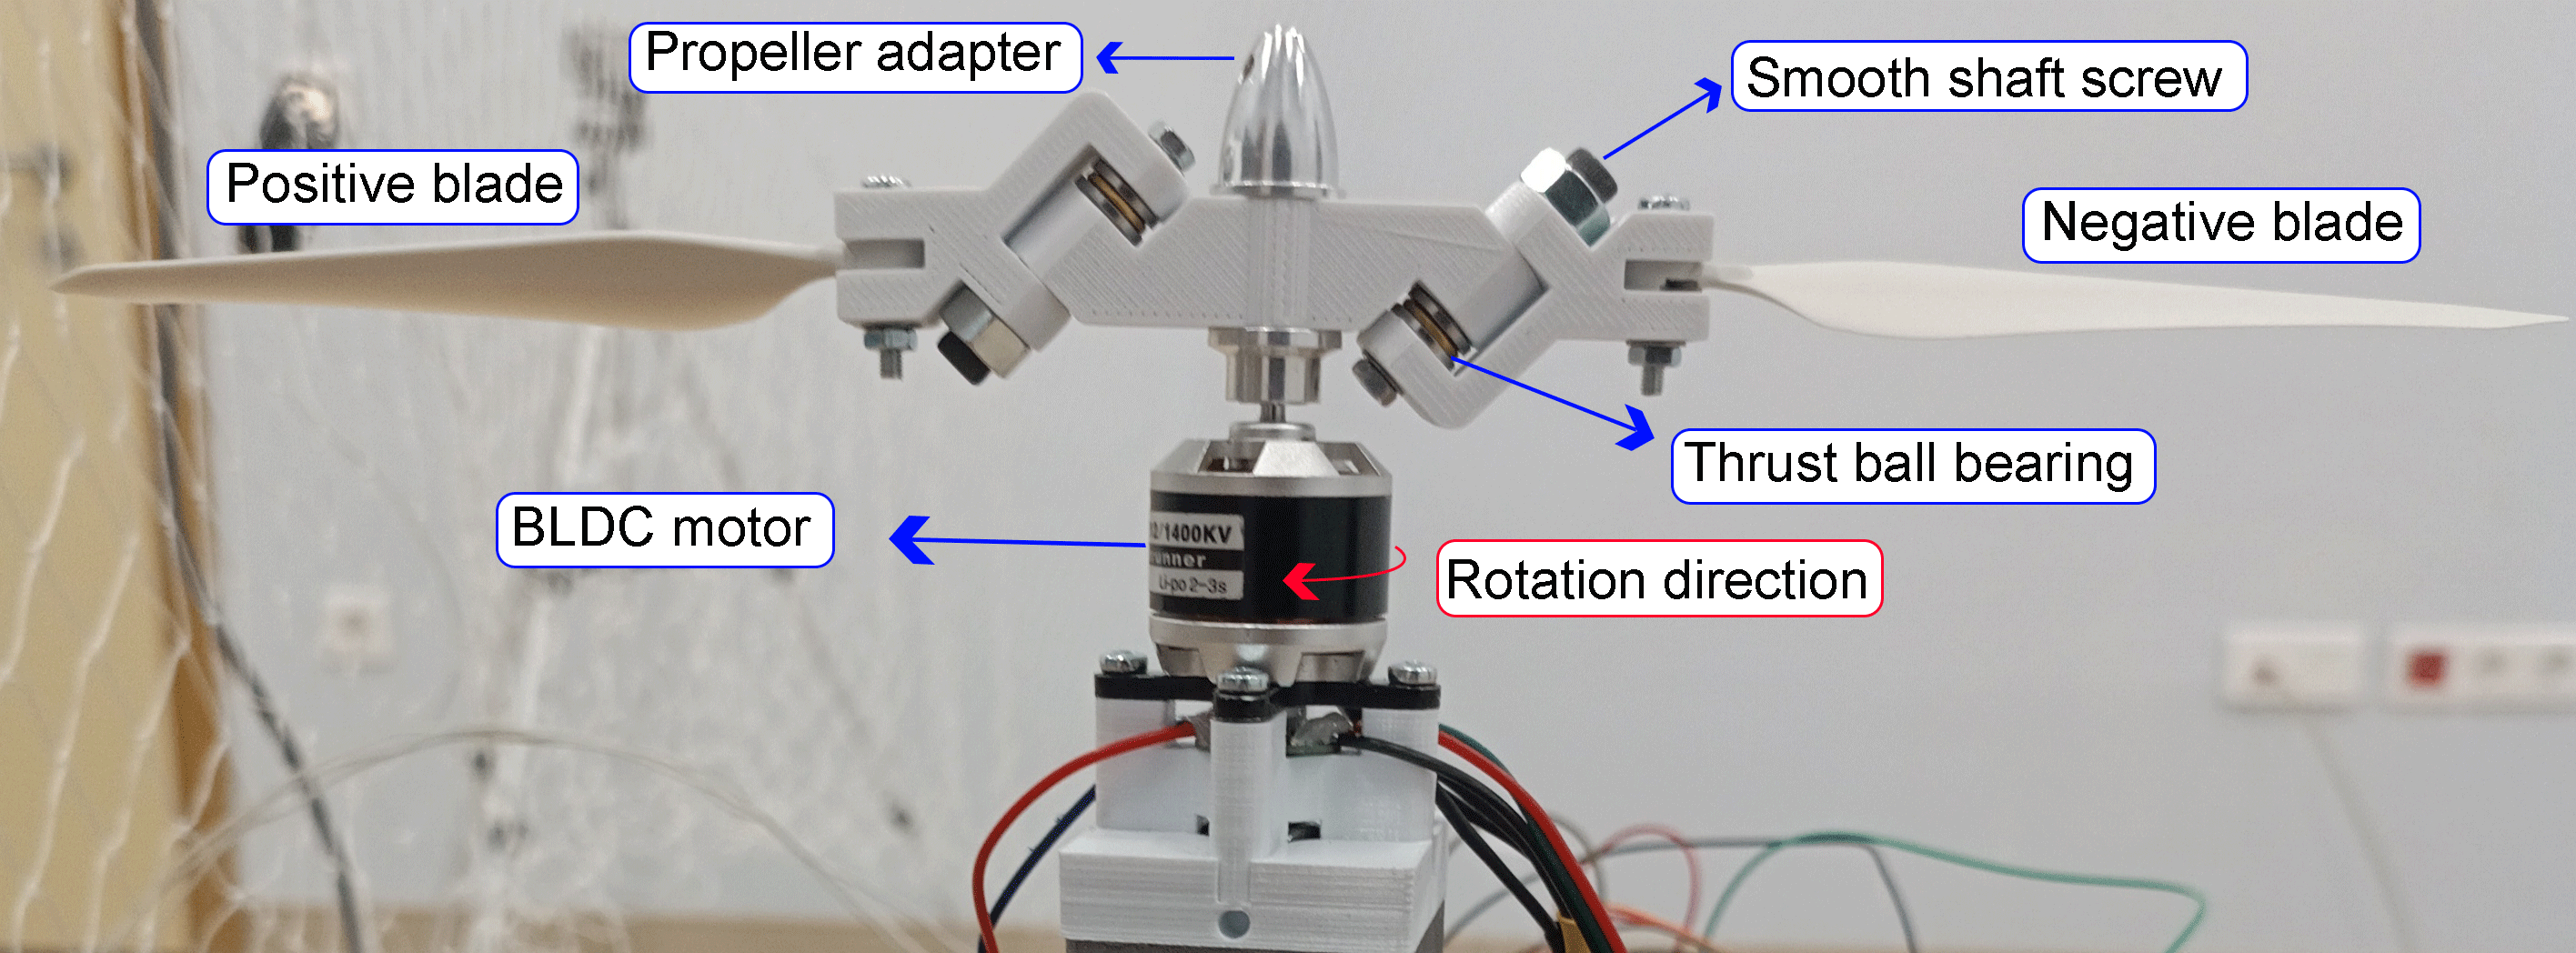 Propeller adapter
Smooth shaft screw
Positive blade
Negative blade
Thrust ball bearing
BLDC motor
2/1400KV
unner
Li-po 2-3s
Rotation direction